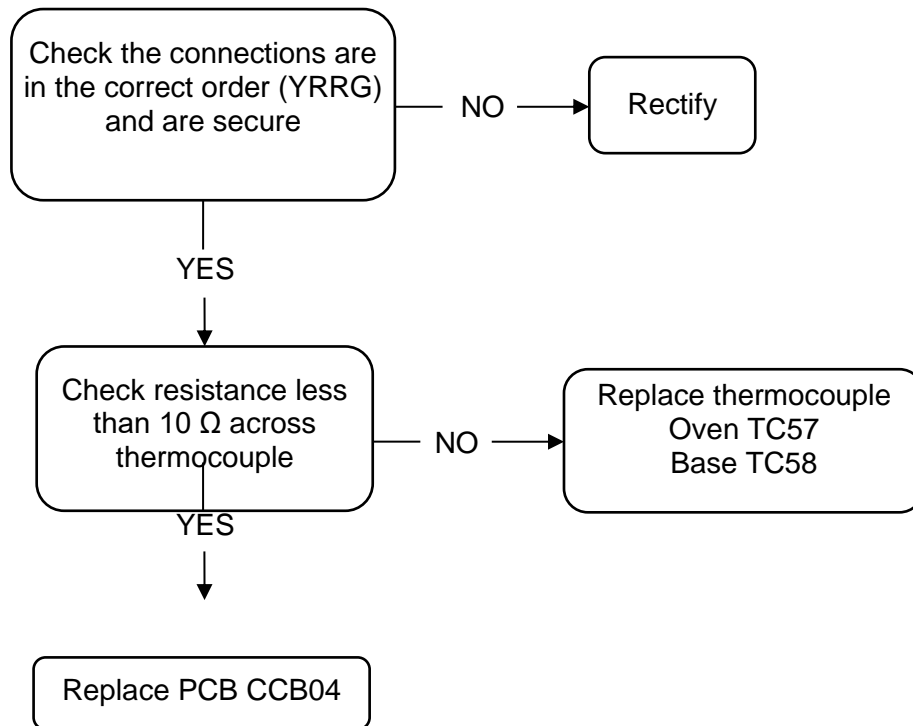 Check the connections are
in the correct order (YRRG)
and are secure
NO
Rectify
YES
Check resistance less
than 10 Ω across
thermocouple
NO
Replace thermocouple
Oven TC57
Base TC58
YES
Replace PCB CCB04